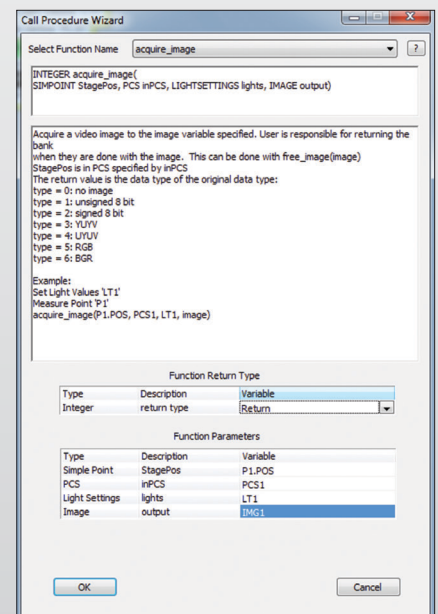 Call Procedure Wizard
Select Function Name acquire_image ?
INTEGER acquire_image(
SIMPOINT StagePos, PCS inPCS, LIGHTSETTINGS lights, IMAGE output)
Acquire a video image to the image variable specified. User is responsible for returning the
bank
when they are done with the image. This can be done with free_image(image)
StagePos is in PCS specified by inPCS
The return value is the data type of the original data type:
type = 0: no image
type = 1: unsigned 8 bit
type = 2: signed 8 bit
type = 3: YUYV
type = 4: UYUV
type = 5: RGB
type = 6: BGR
Example:
Set Light Values 'LT1'
Measure Point 'P1'
acquire_image(P1.POS, PCS1, LT1, image)
Function Return Type
Type Description Variable
Integer return type Return
Function Parameters
Type Description Variable
Simple Point StagePos P1.POS
PCS inPCS PCS1
Light Settings lights LT1
Image output IMG1
OK Cancel